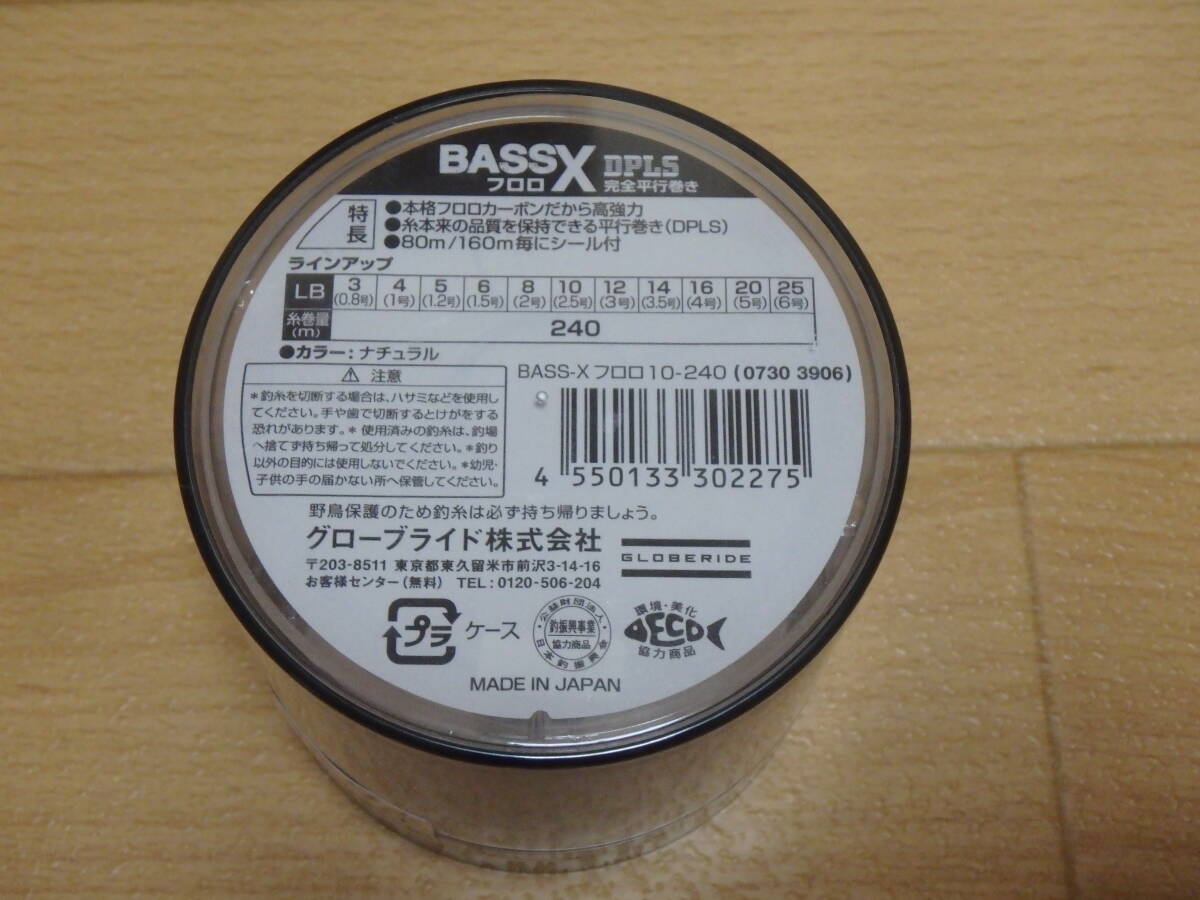 BASSX DPLS
フロロ 完全平行巻き
特長
●本格フロロカーボンだから高強力
●糸本来の品質を保持できる平行巻き(DPLS)
●80m/160m毎にシール付
ラインアップ
LB 3 4 5 6 8 10 12 14 16 20 25
(0.8号) (1号) (1.2号) (1.5号) (2号) (2.5号) (3号) (3.5号) (4号) (5号) (6号)
糸巻量(m) 240
●カラー:ナチュラル
⚠ 注意
*釣糸を切断する場合は、ハサミなどを使用
してください。手や歯で切断するとけがをする
恐れがあります。*使用済みの釣糸は、釣場
へ捨てず持ち帰って処分してください。*釣り
以外の目的には使用しないでください。*幼児・
子供の手の届かない所へ保管してください。
BASS-X フロロ10-240 (0730 3906)
4 550133 302275
野鳥保護のため釣糸は必ず持ち帰りましょう。
グローブライド株式会社
GLOBERIDE
〒203-8511 東京都東久留米市前沢3-14-16
お客様センター(無料) TEL:0120-506-204
プラ ケース
・公益財団法人・日本釣振興会
釣振興事業
協力商品
環境・美化
DECO
協力商品
MADE IN JAPAN